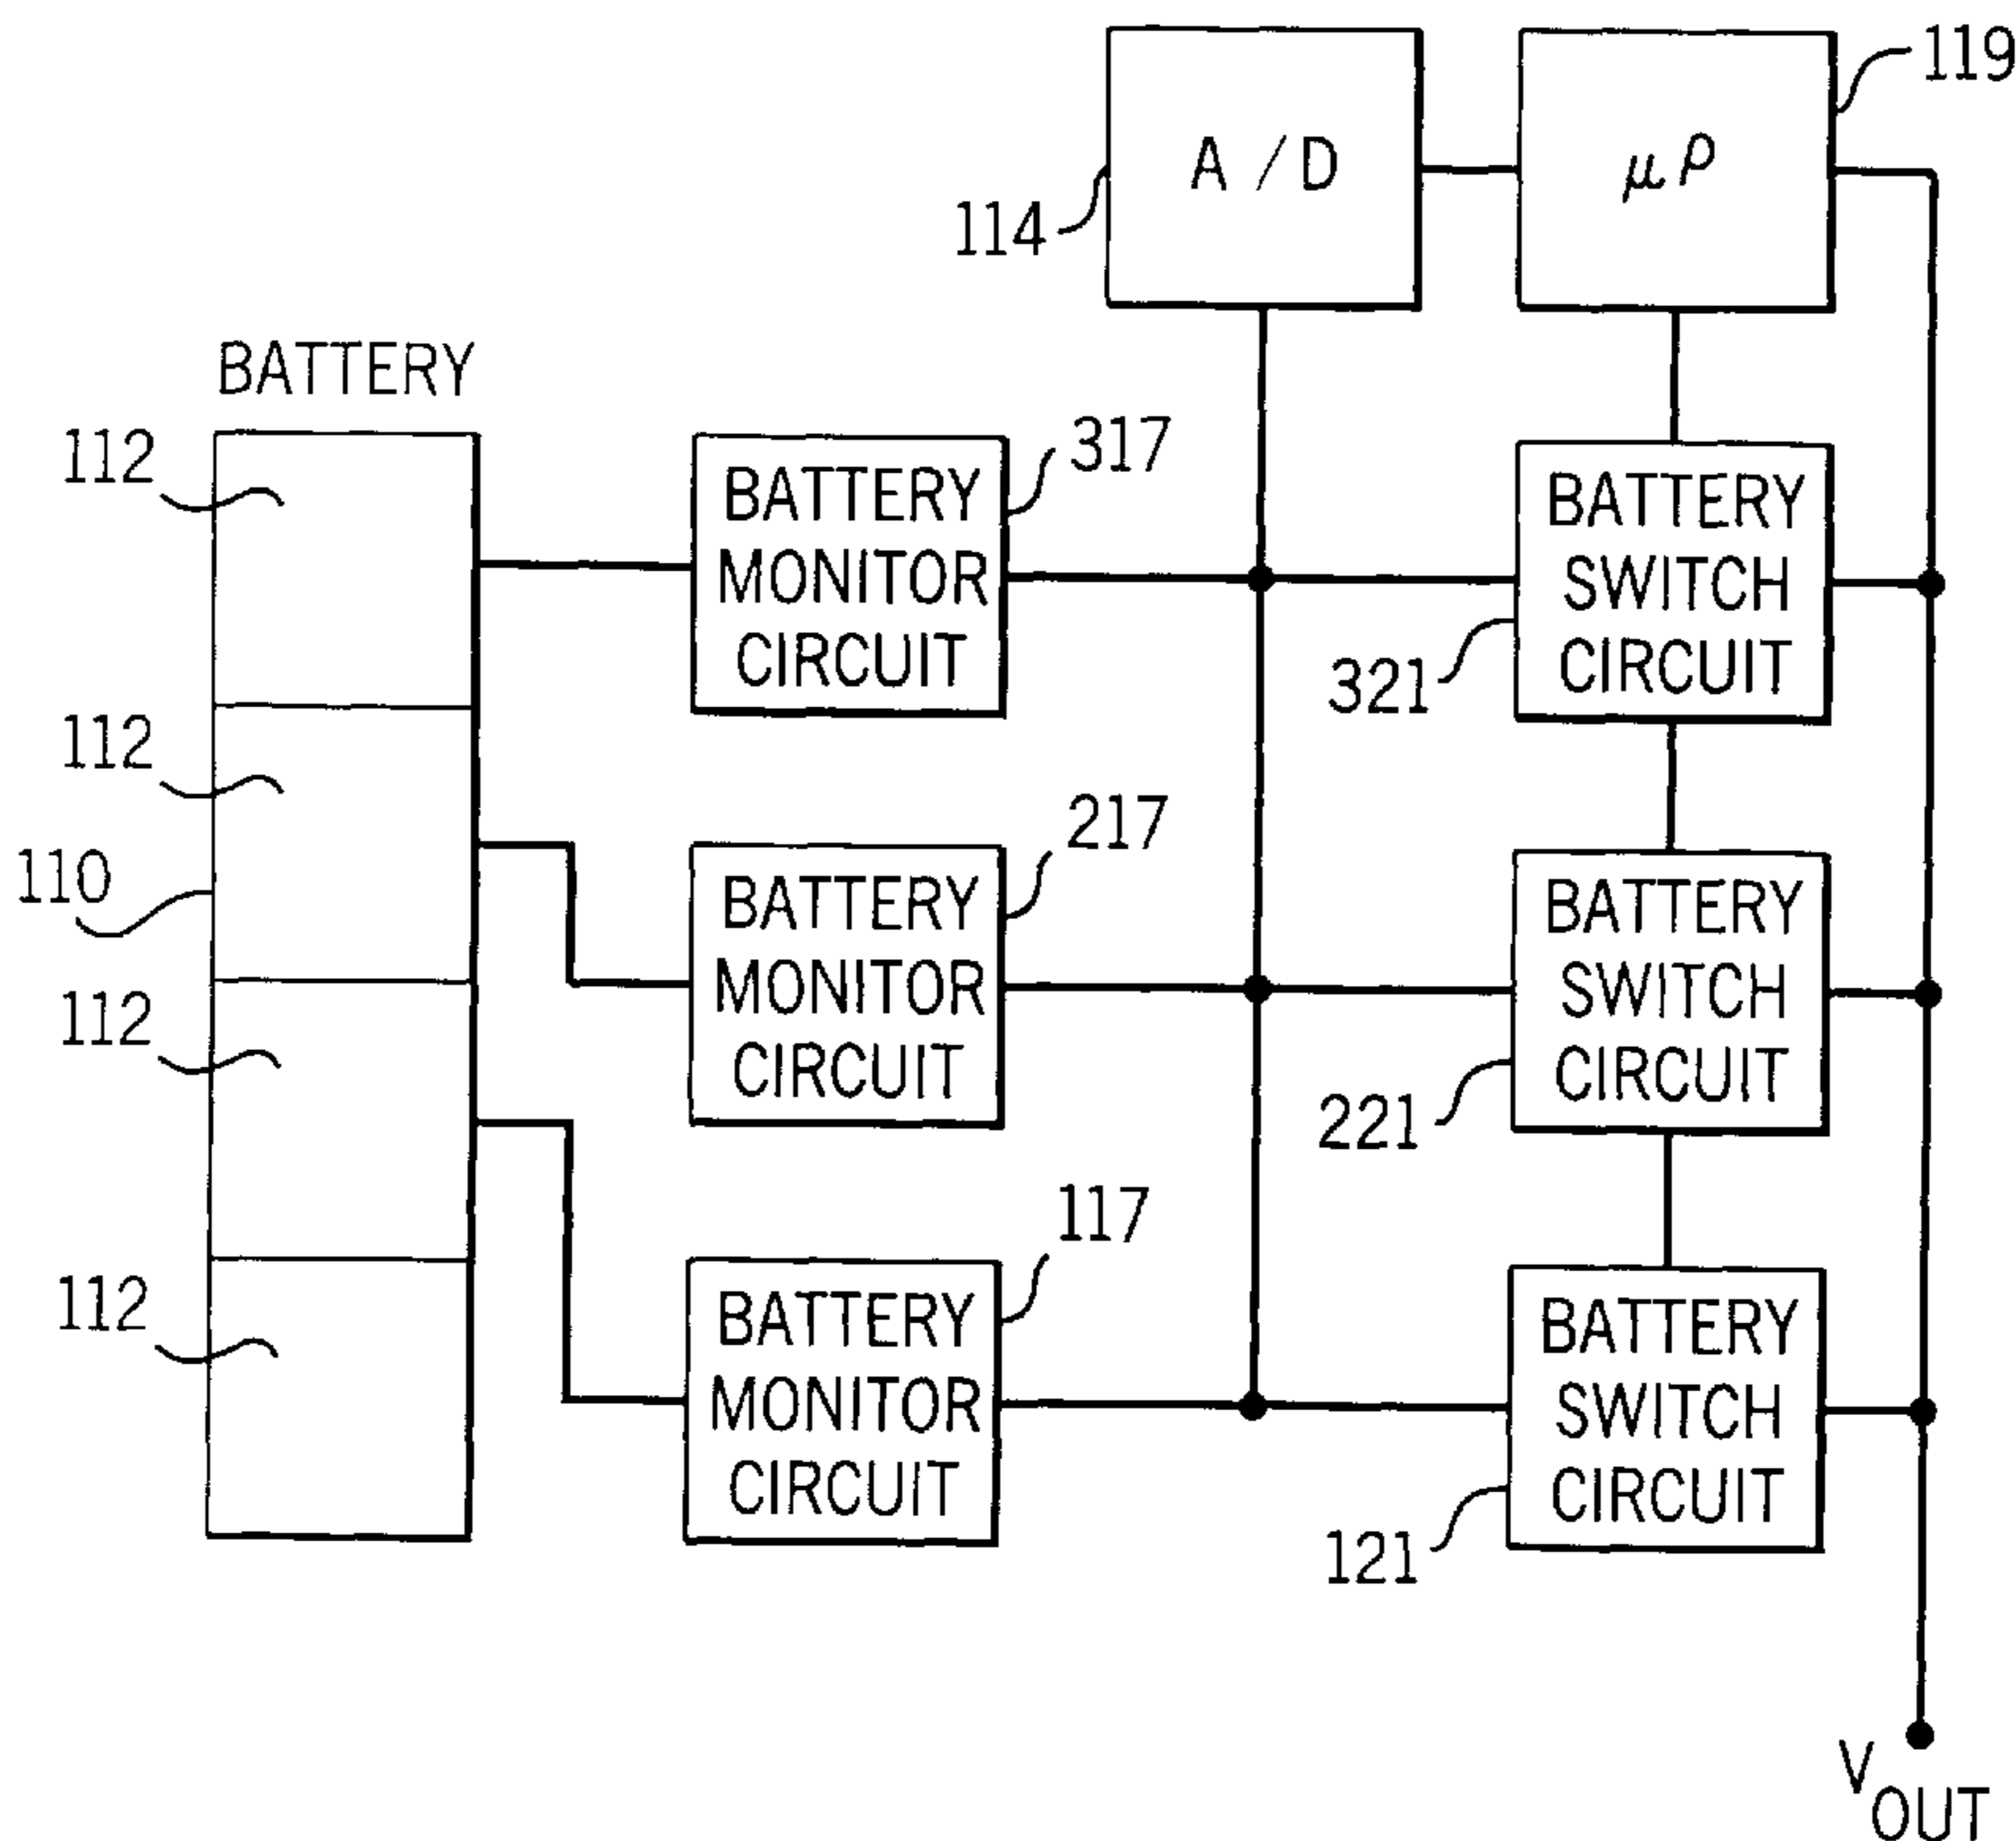 119
A/D
μP
114
BATTERY
112
317
BATTERY
MONITOR
CIRCUIT
BATTERY
SWITCH
CIRCUIT
321
112
217
110
BATTERY
MONITOR
CIRCUIT
BATTERY
SWITCH
CIRCUIT
112
221
117
112
BATTERY
MONITOR
CIRCUIT
BATTERY
SWITCH
CIRCUIT
121
VOUT